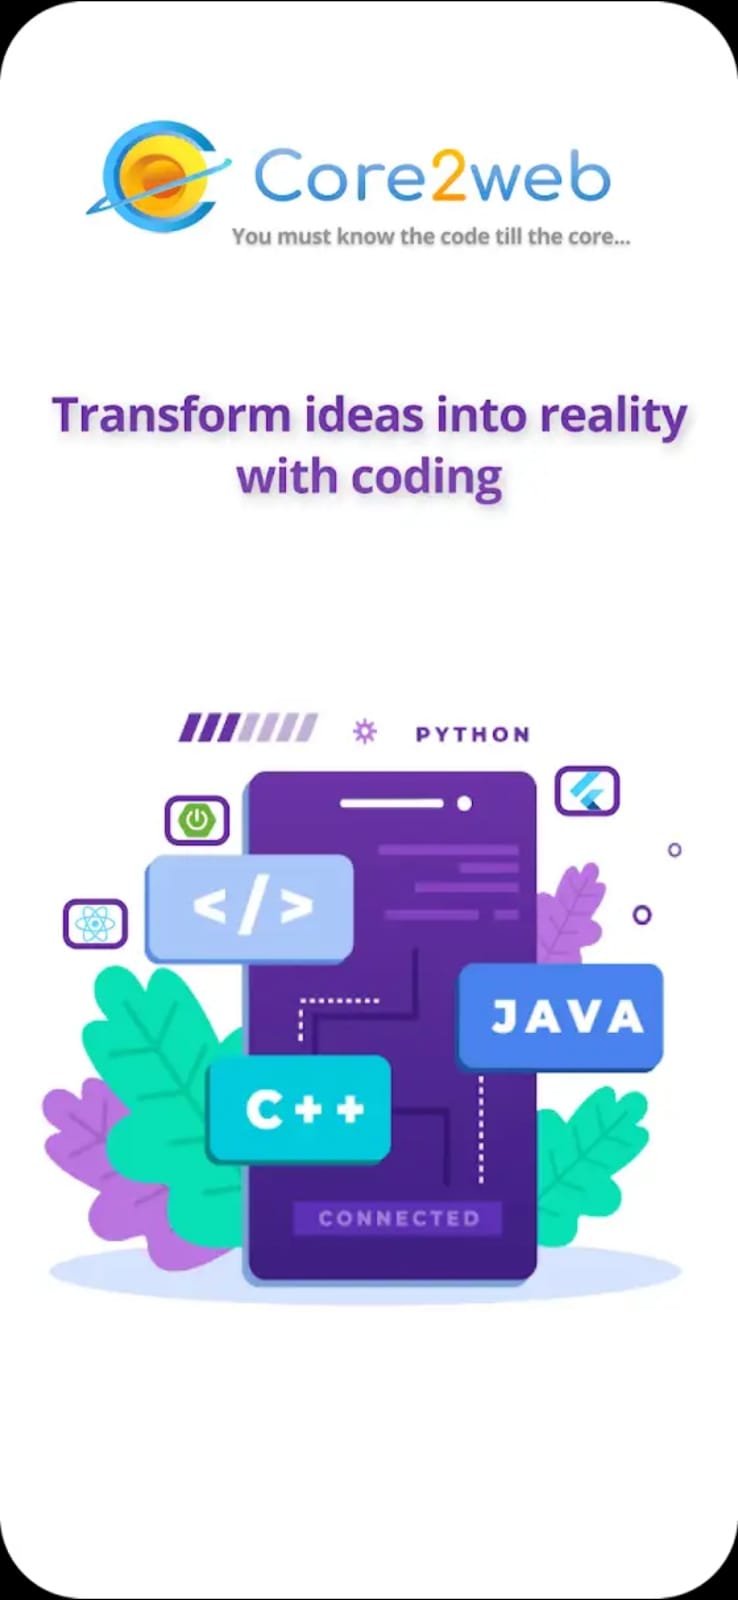 Core2web
You must know the code till the core...
Transform ideas into reality
with coding
PYTHON
</>
JAVA
C++
CONNECTED